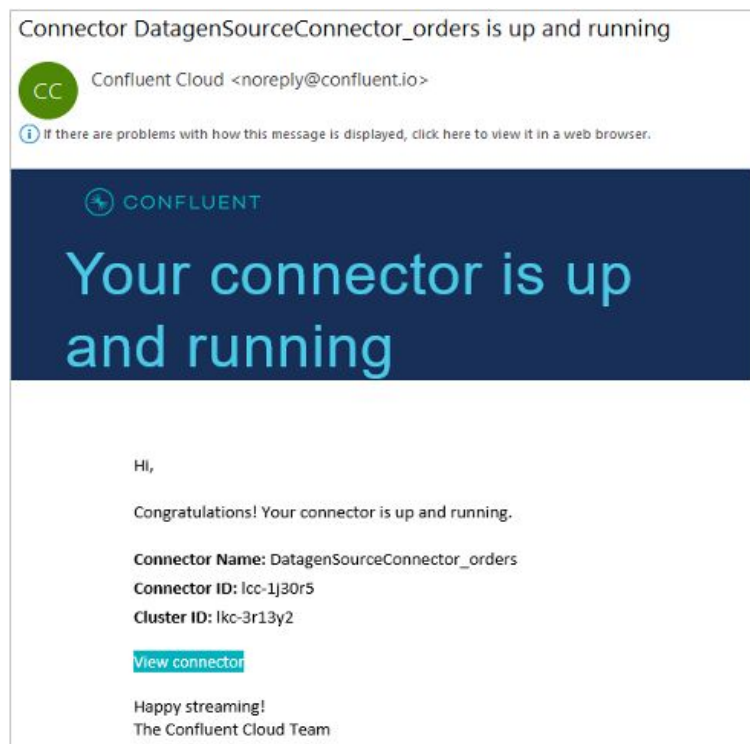 Connector DatagenSourceConnector_orders is up and running
CC
Confluent Cloud <noreply@confluent.io>
i If there are problems with how this message is displayed, click here to view it in a web browser.
CONFLUENT
Your connector is up
and running
Hi,
Congratulations! Your connector is up and running.
Connector Name: DatagenSourceConnector_orders
Connector ID: lcc-1j30r5
Cluster ID: lkc-3r13y2
View connector
Happy streaming!
The Confluent Cloud Team